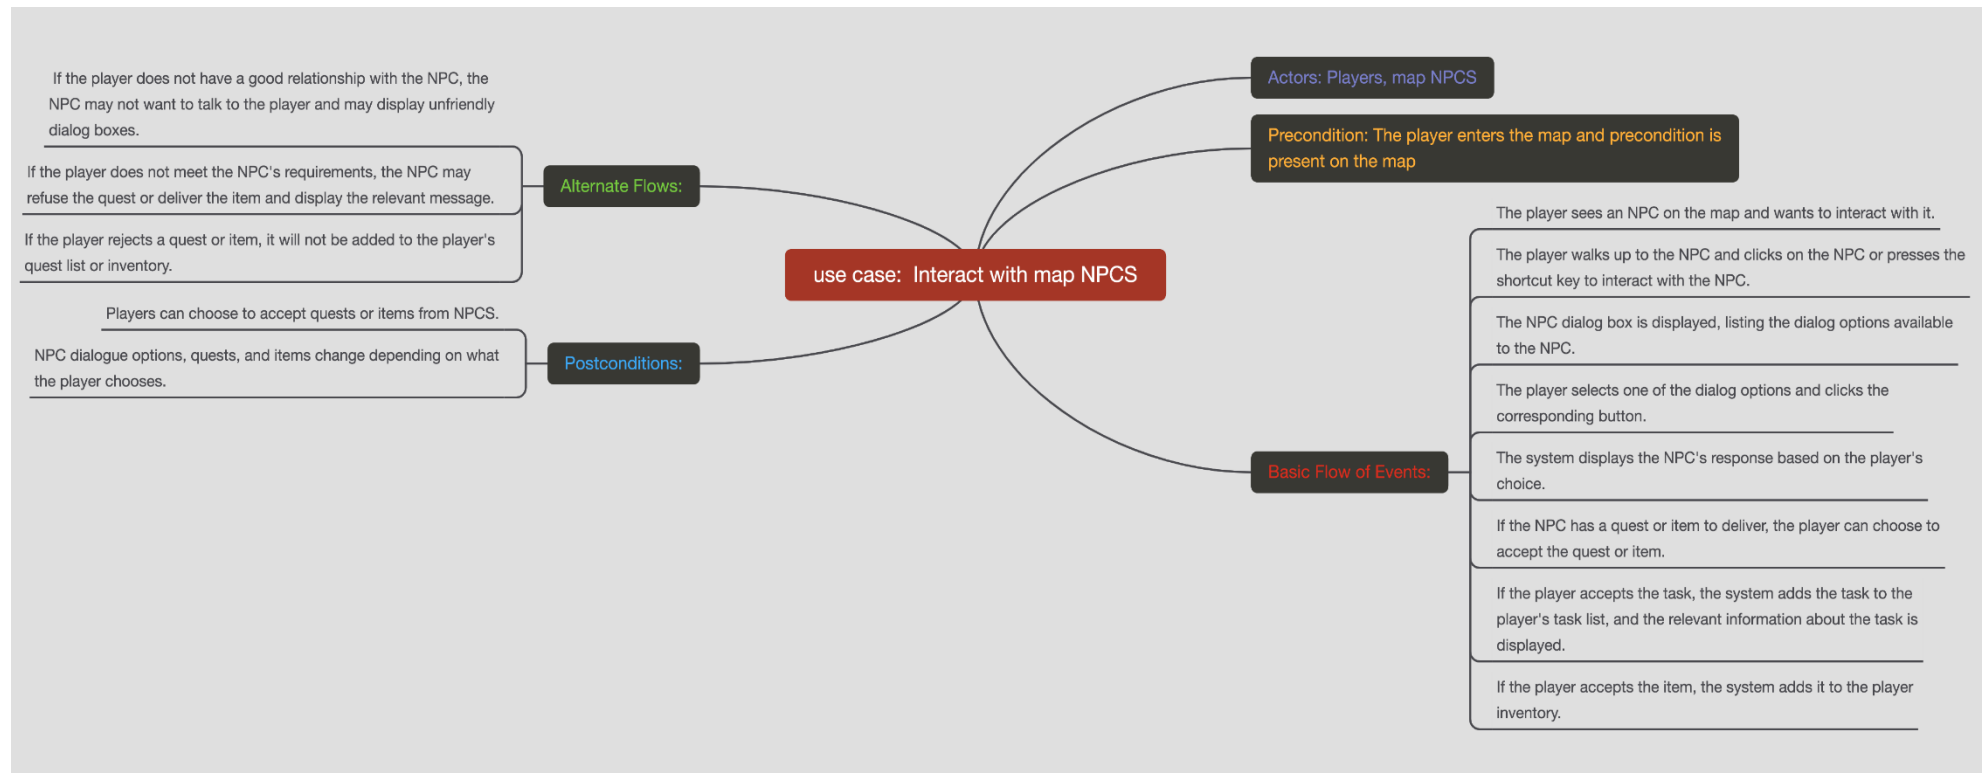 use case:  Interact with map NPCS
Actors: Players, map NPCS
Precondition: The player enters the map and precondition is
present on the map
Basic Flow of Events:
The player sees an NPC on the map and wants to interact with it.
The player walks up to the NPC and clicks on the NPC or presses the
shortcut key to interact with the NPC.
The NPC dialog box is displayed, listing the dialog options available
to the NPC.
The player selects one of the dialog options and clicks the
corresponding button.
The system displays the NPC's response based on the player's
choice.
If the NPC has a quest or item to deliver, the player can choose to
accept the quest or item.
If the player accepts the task, the system adds the task to the
player's task list, and the relevant information about the task is
displayed.
If the player accepts the item, the system adds it to the player
inventory.
Alternate Flows:
If the player does not have a good relationship with the NPC, the
NPC may not want to talk to the player and may display unfriendly
dialog boxes.
If the player does not meet the NPC's requirements, the NPC may
refuse the quest or deliver the item and display the relevant message.
If the player rejects a quest or item, it will not be added to the player's
quest list or inventory.
Postconditions:
Players can choose to accept quests or items from NPCS.
NPC dialogue options, quests, and items change depending on what
the player chooses.